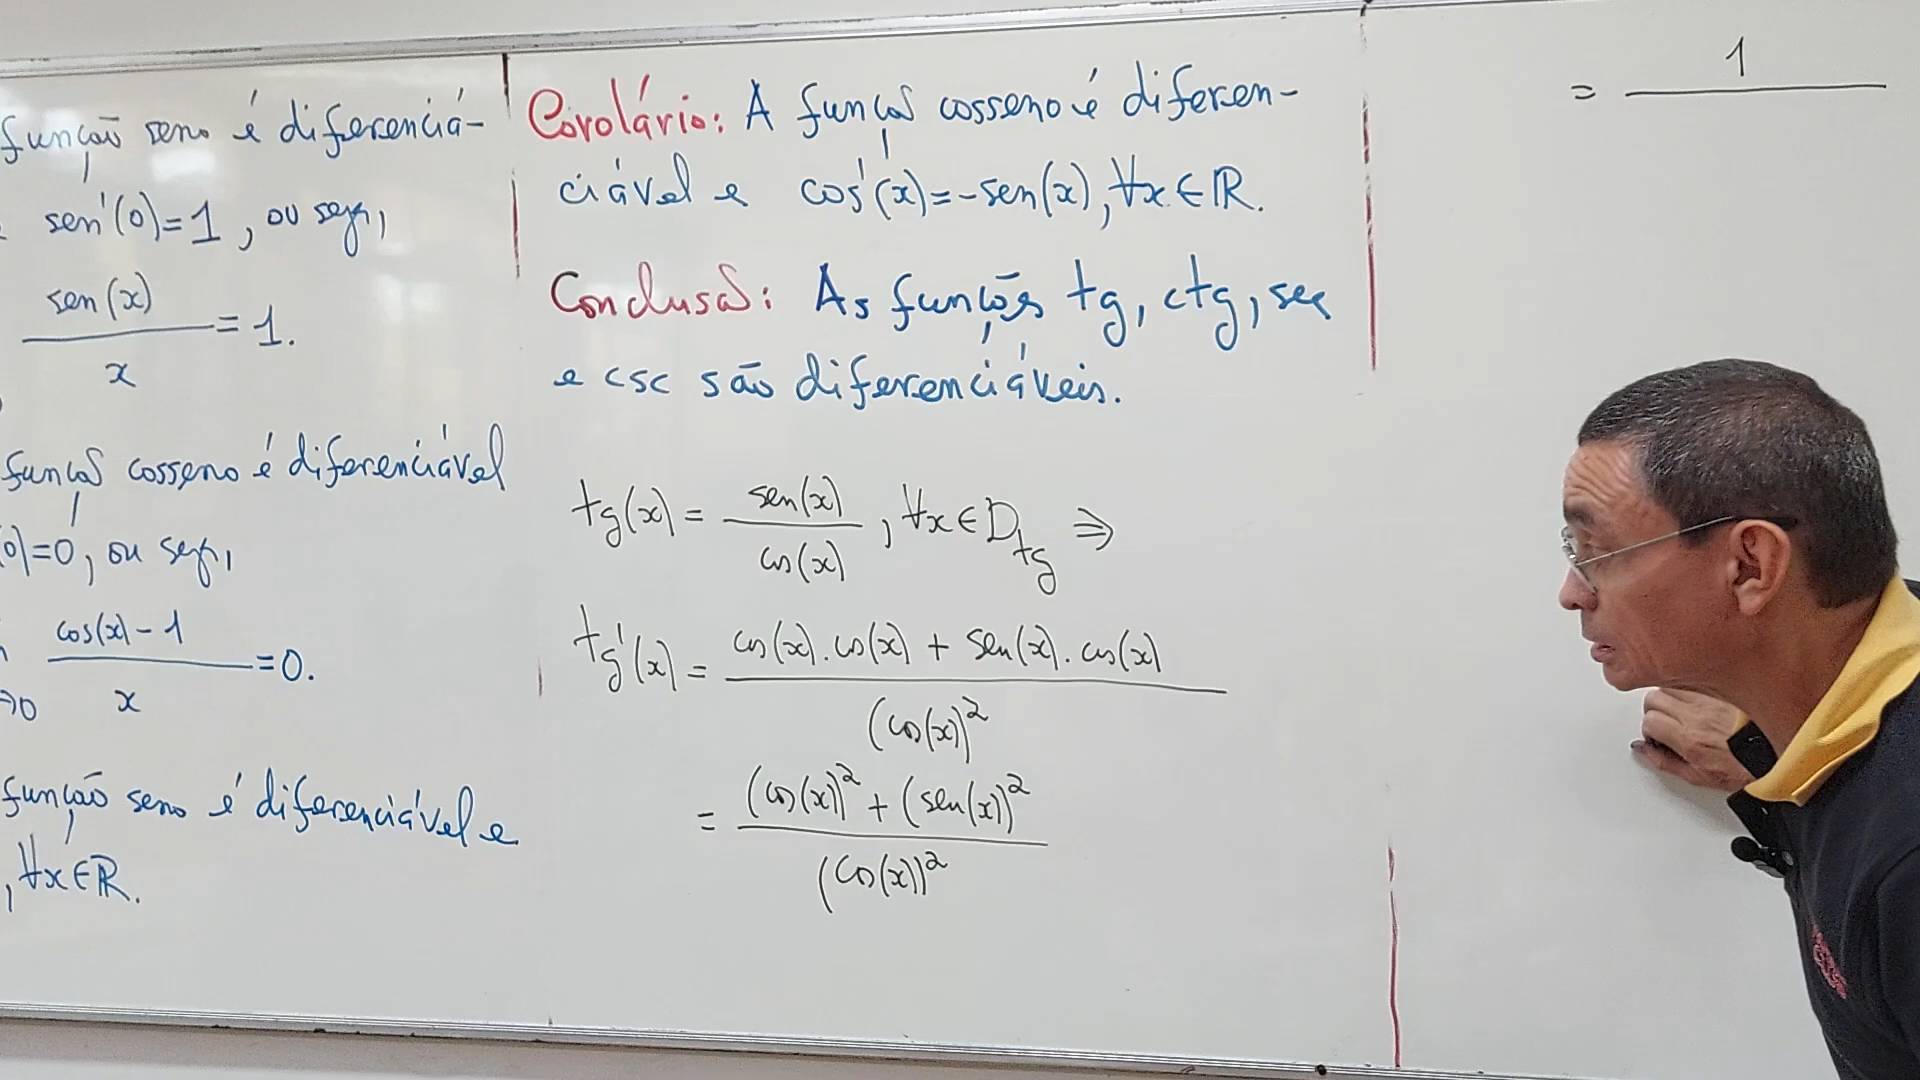 função seno é diferenciá-
sen'(0)=1, ou seja,
sen(x)
= 1.
x
função cosseno é diferenciável
0)=0, ou seja,
cos(x)-1
=0.
→0 x
função seno é diferenciável e
, ∀x∈ℝ.
Corolário: A função cosseno é diferen-
ciável e cos'(x)=-sen(x), ∀x∈ℝ.
Conclusão: As funções tg, ctg, sec
e csc são diferenciáveis.
tg(x) = sen(x)/cos(x), ∀x∈D_tg ⇒
tg'(x) = cos(x).cos(x) + sen(x).cos(x)
(cos(x))²
= (cos(x))² + (sen(x))²
(cos(x))²
= 1